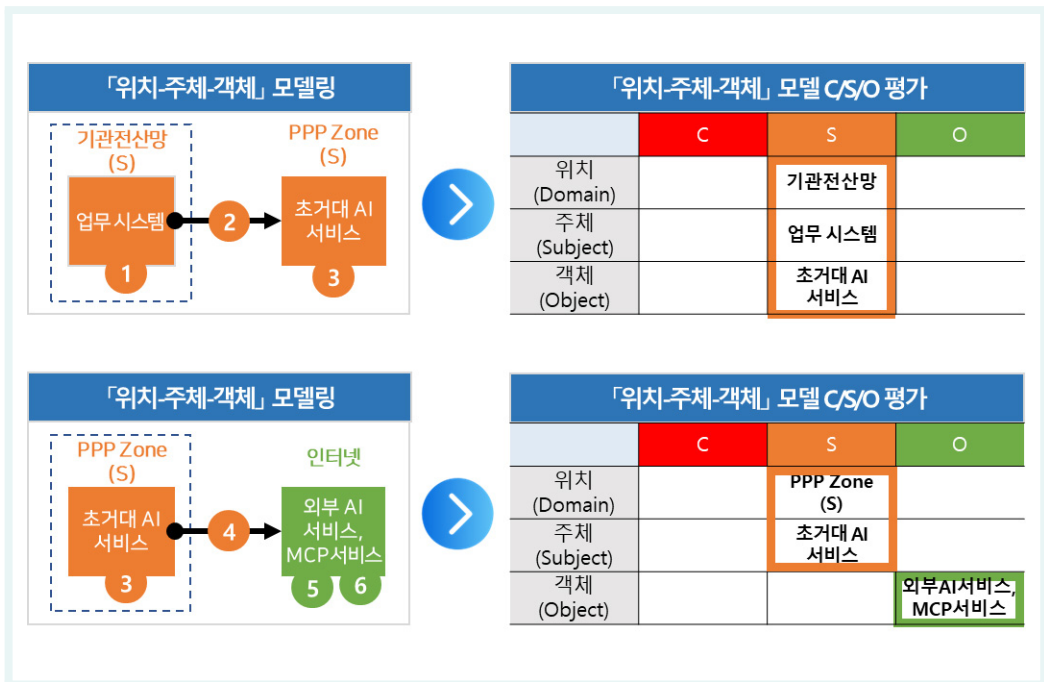 「위치-주체-객체」 모델링
기관전산망
(S)
PPP Zone
(S)
업무 시스템
2
초거대 AI
서비스
1
3
「위치-주체-객체」 모델 C/S/O 평가
C
S
O
위치
(Domain)
기관전산망
주체
(Subject)
업무 시스템
객체
(Object)
초거대 AI
서비스
「위치-주체-객체」 모델링
PPP Zone
(S)
인터넷
초거대 AI
서비스
4
외부 AI
서비스,
MCP서비스
3
5
6
「위치-주체-객체」 모델 C/S/O 평가
C
S
O
위치
(Domain)
PPP Zone
(S)
주체
(Subject)
초거대 AI
서비스
객체
(Object)
외부AI서비스,
MCP서비스